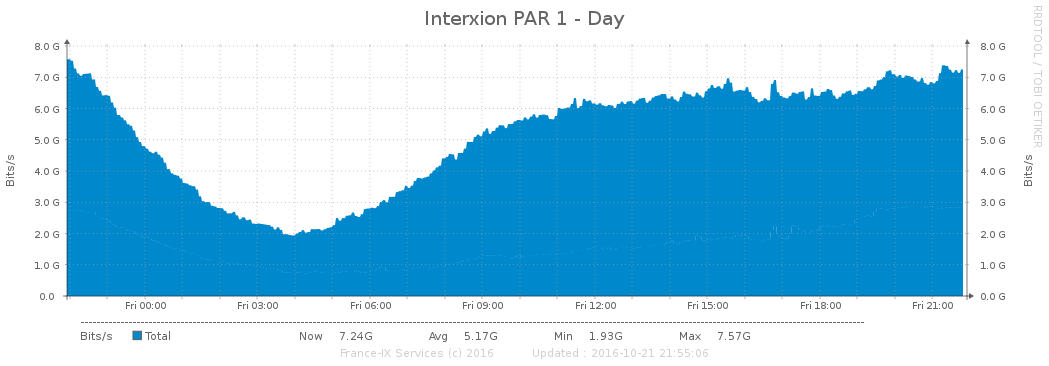 Interxion PAR 1 - Day
RRDTOOL / TOBI OETIKER
Bits/s
8.0 G
7.0 G
6.0 G
5.0 G
4.0 G
3.0 G
2.0 G
1.0 G
0.0
8.0 G
7.0 G
6.0 G
5.0 G
4.0 G
3.0 G
2.0 G
1.0 G
0.0 G
Bits/s
Fri 00:00 Fri 03:00 Fri 06:00 Fri 09:00 Fri 12:00 Fri 15:00 Fri 18:00 Fri 21:00
Bits/s Total Now 7.24G Avg 5.17G Min 1.93G Max 7.57G
France-IX Services (c) 2016 Updated : 2016-10-21 21:55:06